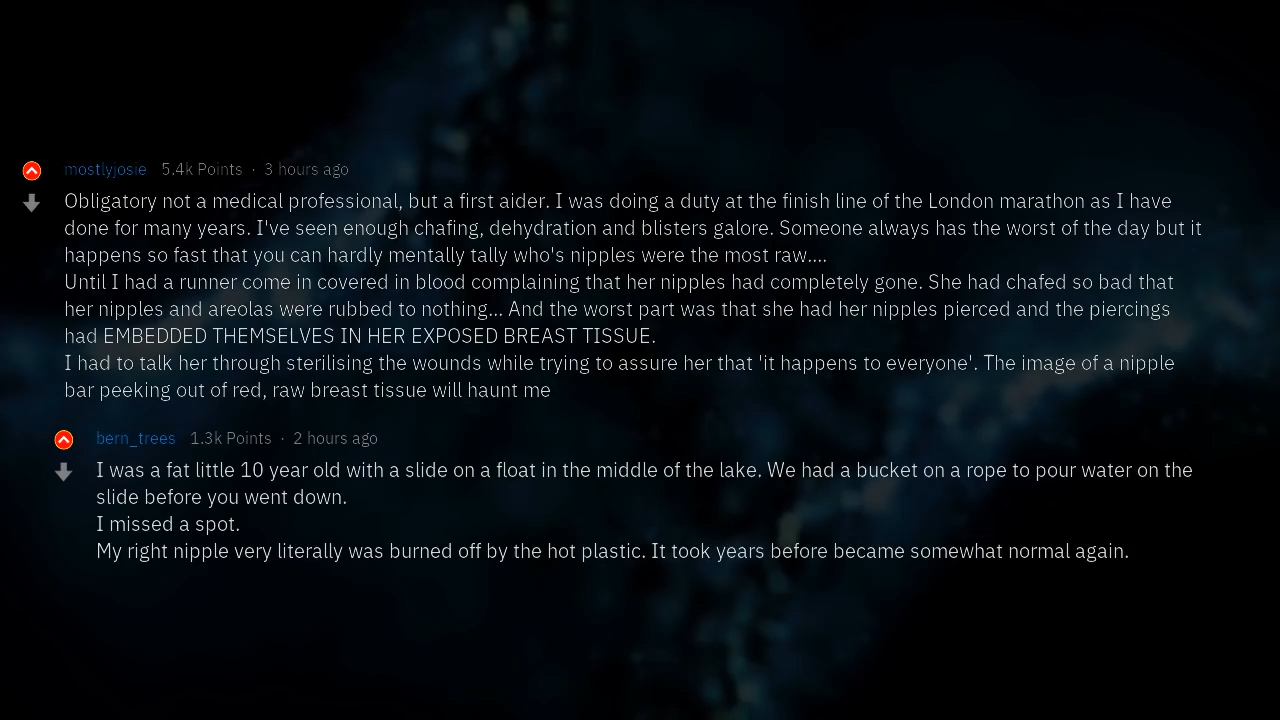 mostlyjosie 5.4k Points · 3 hours ago
Obligatory not a medical professional, but a first aider. I was doing a duty at the finish line of the London marathon as I have
done for many years. I've seen enough chafing, dehydration and blisters galore. Someone always has the worst of the day but it
happens so fast that you can hardly mentally tally who's nipples were the most raw....
Until I had a runner come in covered in blood complaining that her nipples had completely gone. She had chafed so bad that
her nipples and areolas were rubbed to nothing... And the worst part was that she had her nipples pierced and the piercings
had EMBEDDED THEMSELVES IN HER EXPOSED BREAST TISSUE.
I had to talk her through sterilising the wounds while trying to assure her that 'it happens to everyone'. The image of a nipple
bar peeking out of red, raw breast tissue will haunt me
bern_trees 1.3k Points · 2 hours ago
I was a fat little 10 year old with a slide on a float in the middle of the lake. We had a bucket on a rope to pour water on the
slide before you went down.
I missed a spot.
My right nipple very literally was burned off by the hot plastic. It took years before became somewhat normal again.